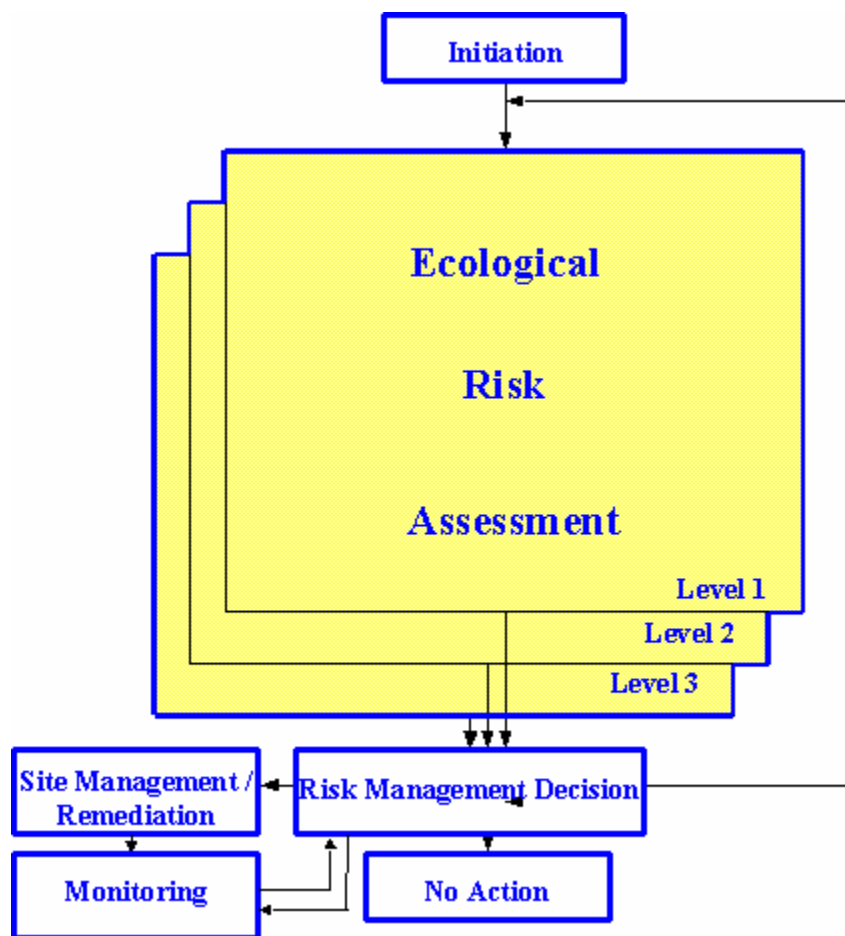 Initiation
Ecological
Risk
Assessment
Level 1
Level 2
Level 3
Site Management /
Remediation
Risk Management Decision
Monitoring
No Action